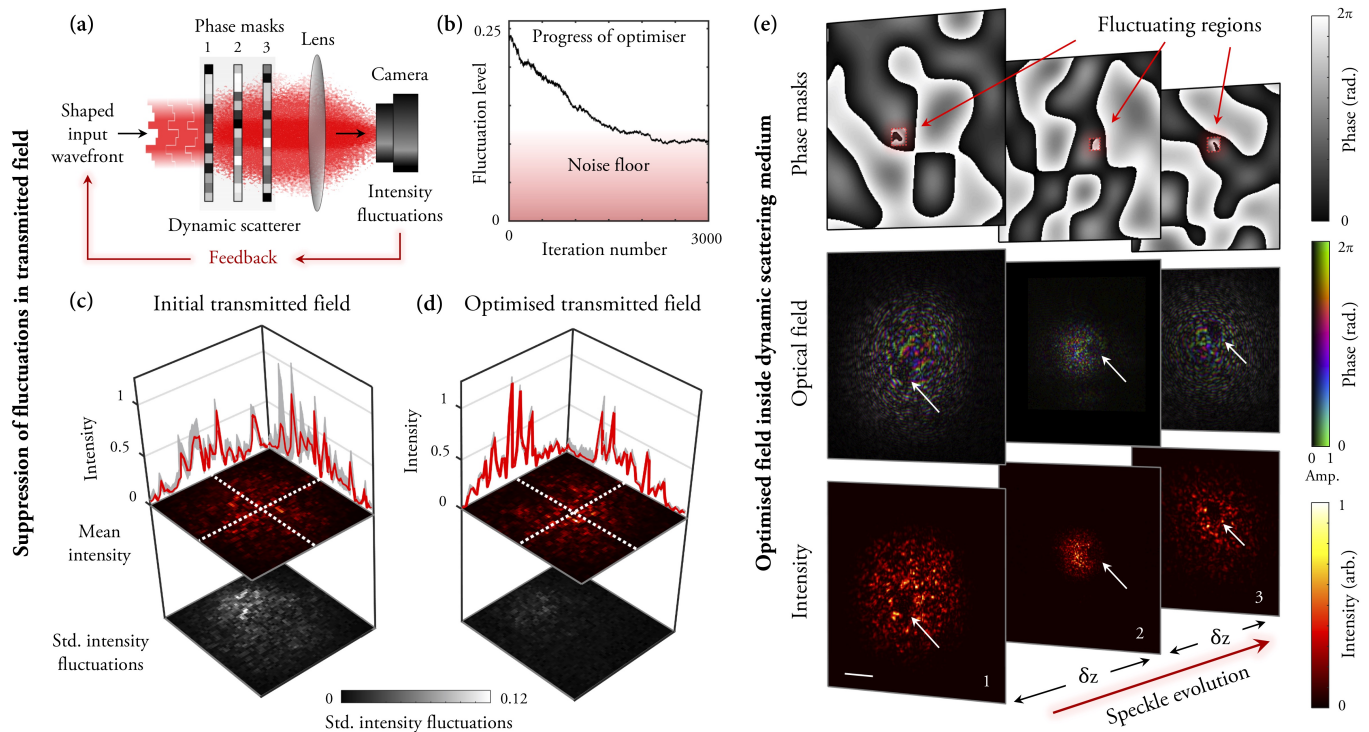 Suppression of fluctuations in transmitted field
(a)
Phase masks
1 2 3
Lens
Camera
Shaped
input
wavefront
Intensity
fluctuations
Dynamic scatterer
Feedback
(b)
Fluctuation level
0.25
0
Progress of optimiser
Noise floor
0
3000
Iteration number
(c)
Initial transmitted field
Intensity
1
0.5
0
Mean
intensity
Std. intensity
fluctuations
(d)
Optimised transmitted field
Intensity
1
0.5
0
0
0.12
Std. intensity fluctuations
Optimised field inside dynamic scattering medium
(e)
Fluctuating regions
Phase masks
2π
Phase (rad.)
0
Optical field
2π
Phase (rad.)
0
0 1
Amp.
Intensity
1
2
3
δz
δz
Speckle evolution
1
Intensity (arb.)
0